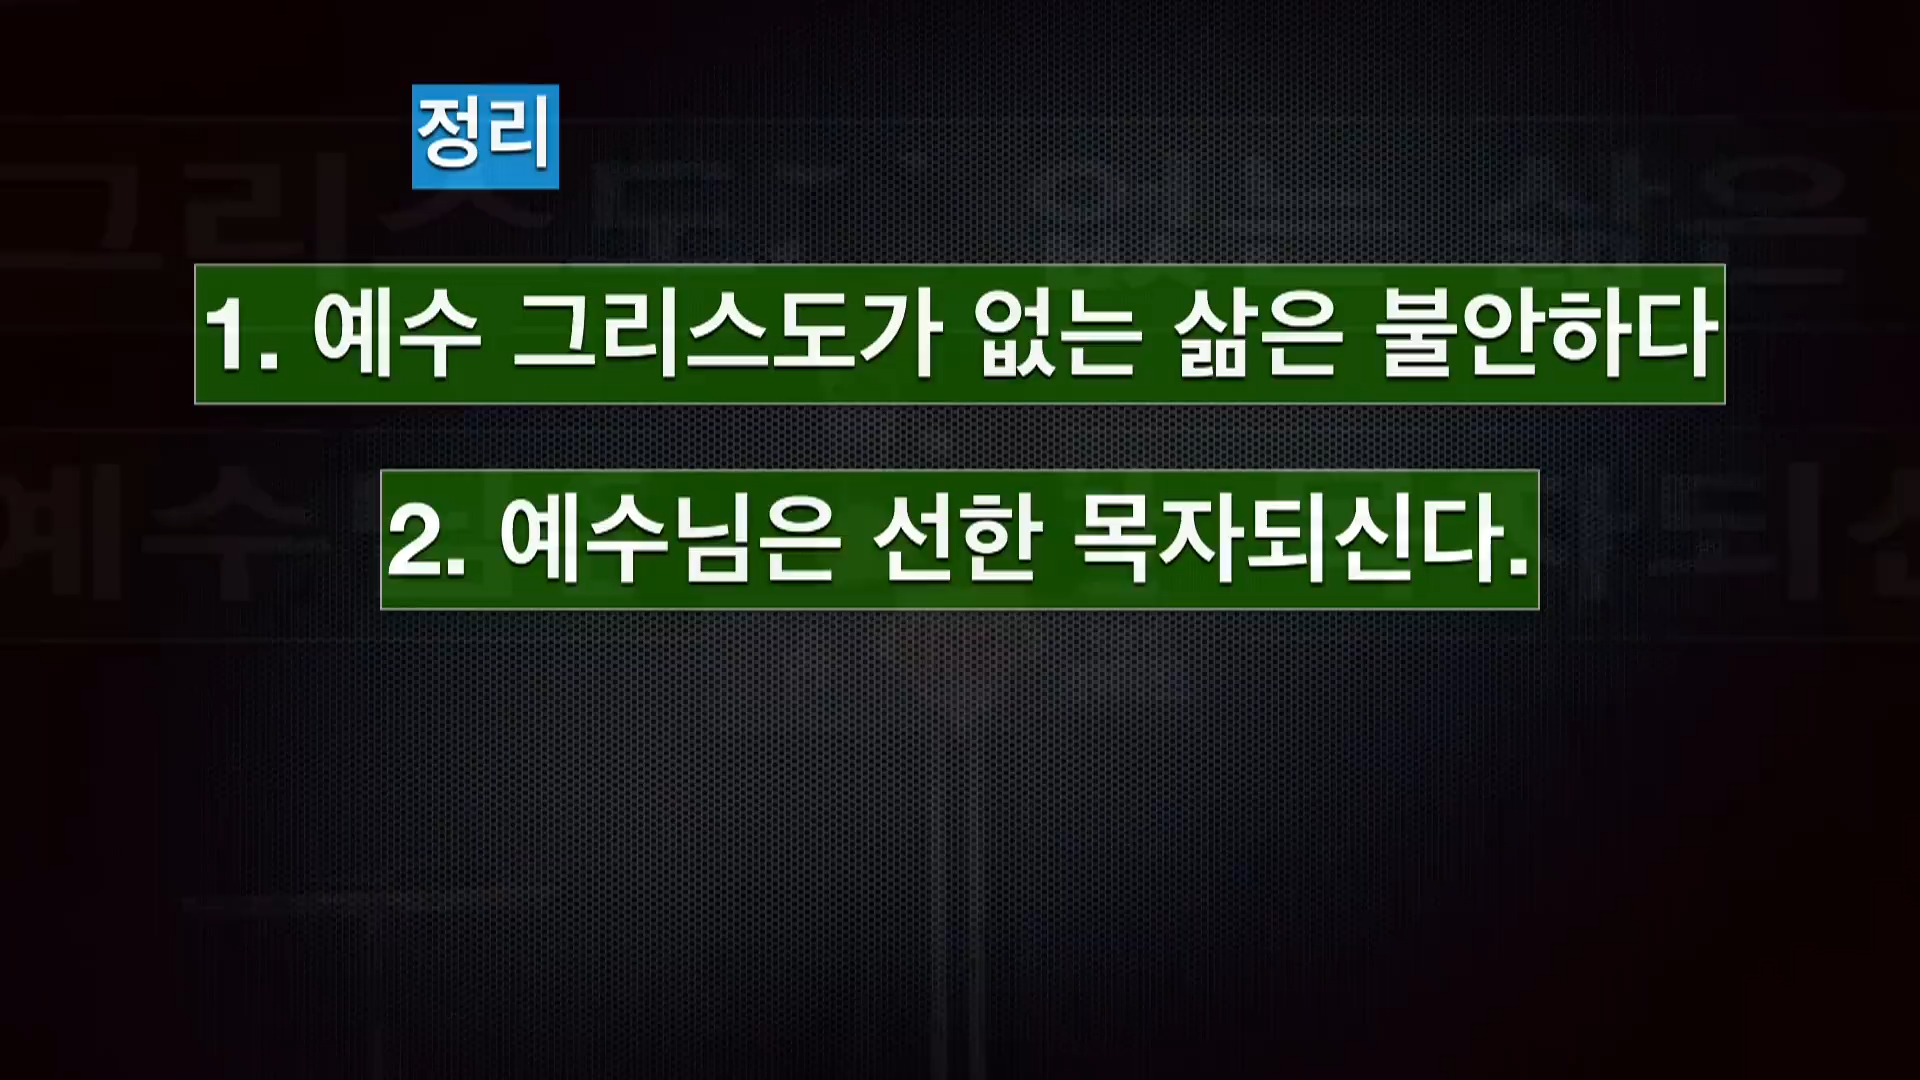 정리
1. 예수 그리스도가 없는 삶은 불안하다
2. 예수님은 선한 목자되신다.